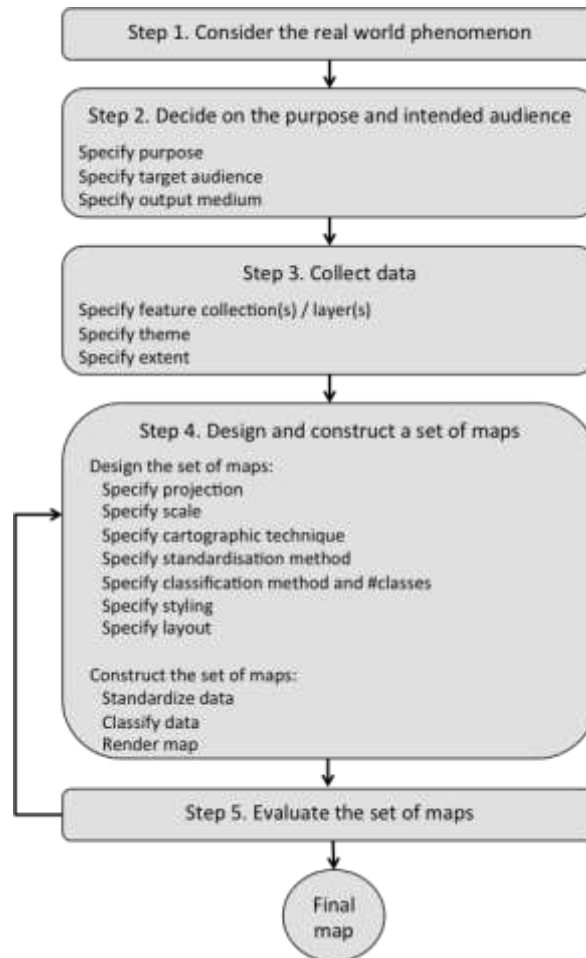 Step 1. Consider the real world phenomenon
Step 2. Decide on the purpose and intended audience
Specify purpose
Specify target audience
Specify output medium
Step 3. Collect data
Specify feature collection(s) / layer(s)
Specify theme
Specify extent
Step 4. Design and construct a set of maps
Design the set of maps:
Specify projection
Specify scale
Specify cartographic technique
Specify standardisation method
Specify classification method and #classes
Specify styling
Specify layout
Construct the set of maps:
Standardize data
Classify data
Render map
Step 5. Evaluate the set of maps
Final
map